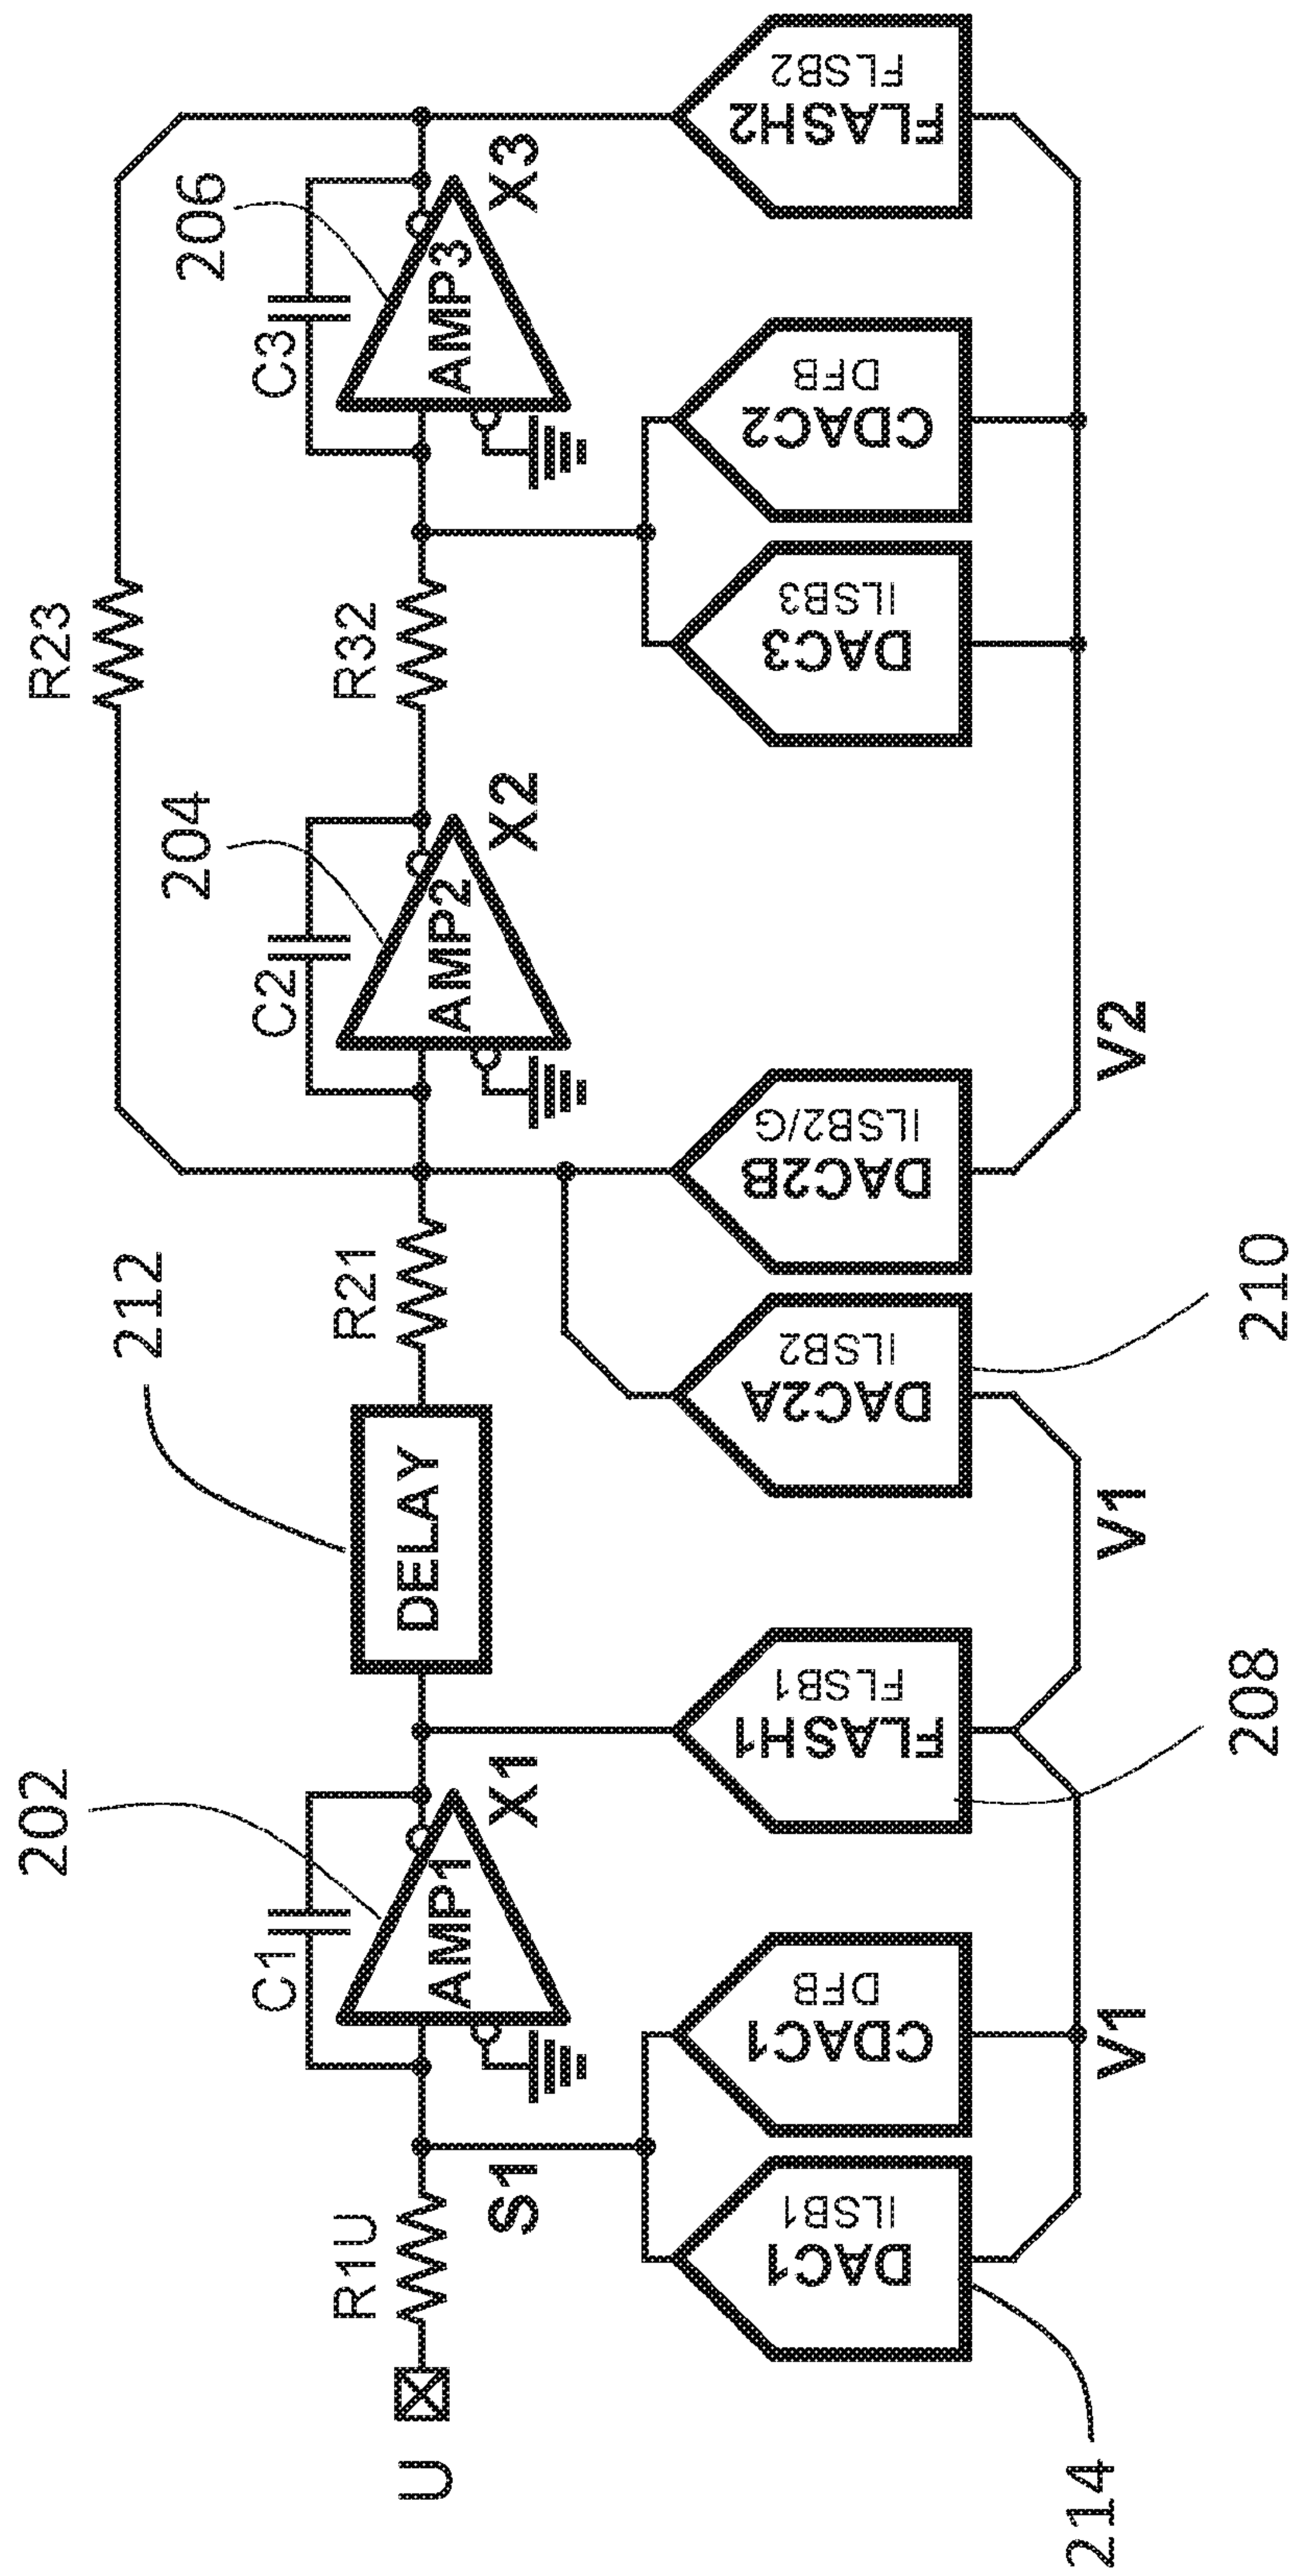 R23
202
212
204
206
C1
C2
C3
R1U
R21
R32
U
AMP1
DELAY
AMP2
AMP3
S1
X1
X2
X3
DAC1
ILSB1
CDAC1
DFB
FLASH1
FLSB1
DAC2A
ILSB2
DAC2B
ILSB2/G
DAC3
ILSB3
CDAC2
DFB
FLASH2
FLSB2
V1
V1
V2
214
208
210